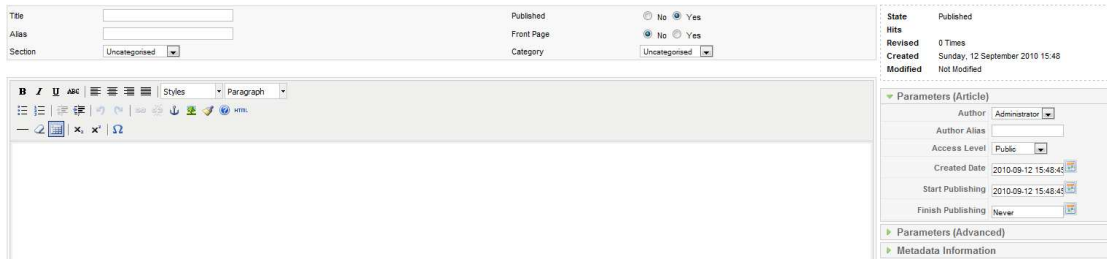 Title Published No Yes
Alias Front Page No Yes
Section Uncategorised Category Uncategorised
B I U ABC Styles Paragraph
HTML
x₂ x² Ω
State Published
Hits
Revised 0 Times
Created Sunday, 12 September 2010 15:48
Modified Not Modified
Parameters (Article)
Author Administrator
Author Alias
Access Level Public
Created Date 2010-09-12 15:48:45
Start Publishing 2010-09-12 15:48:45
Finish Publishing Never
Parameters (Advanced)
Metadata Information